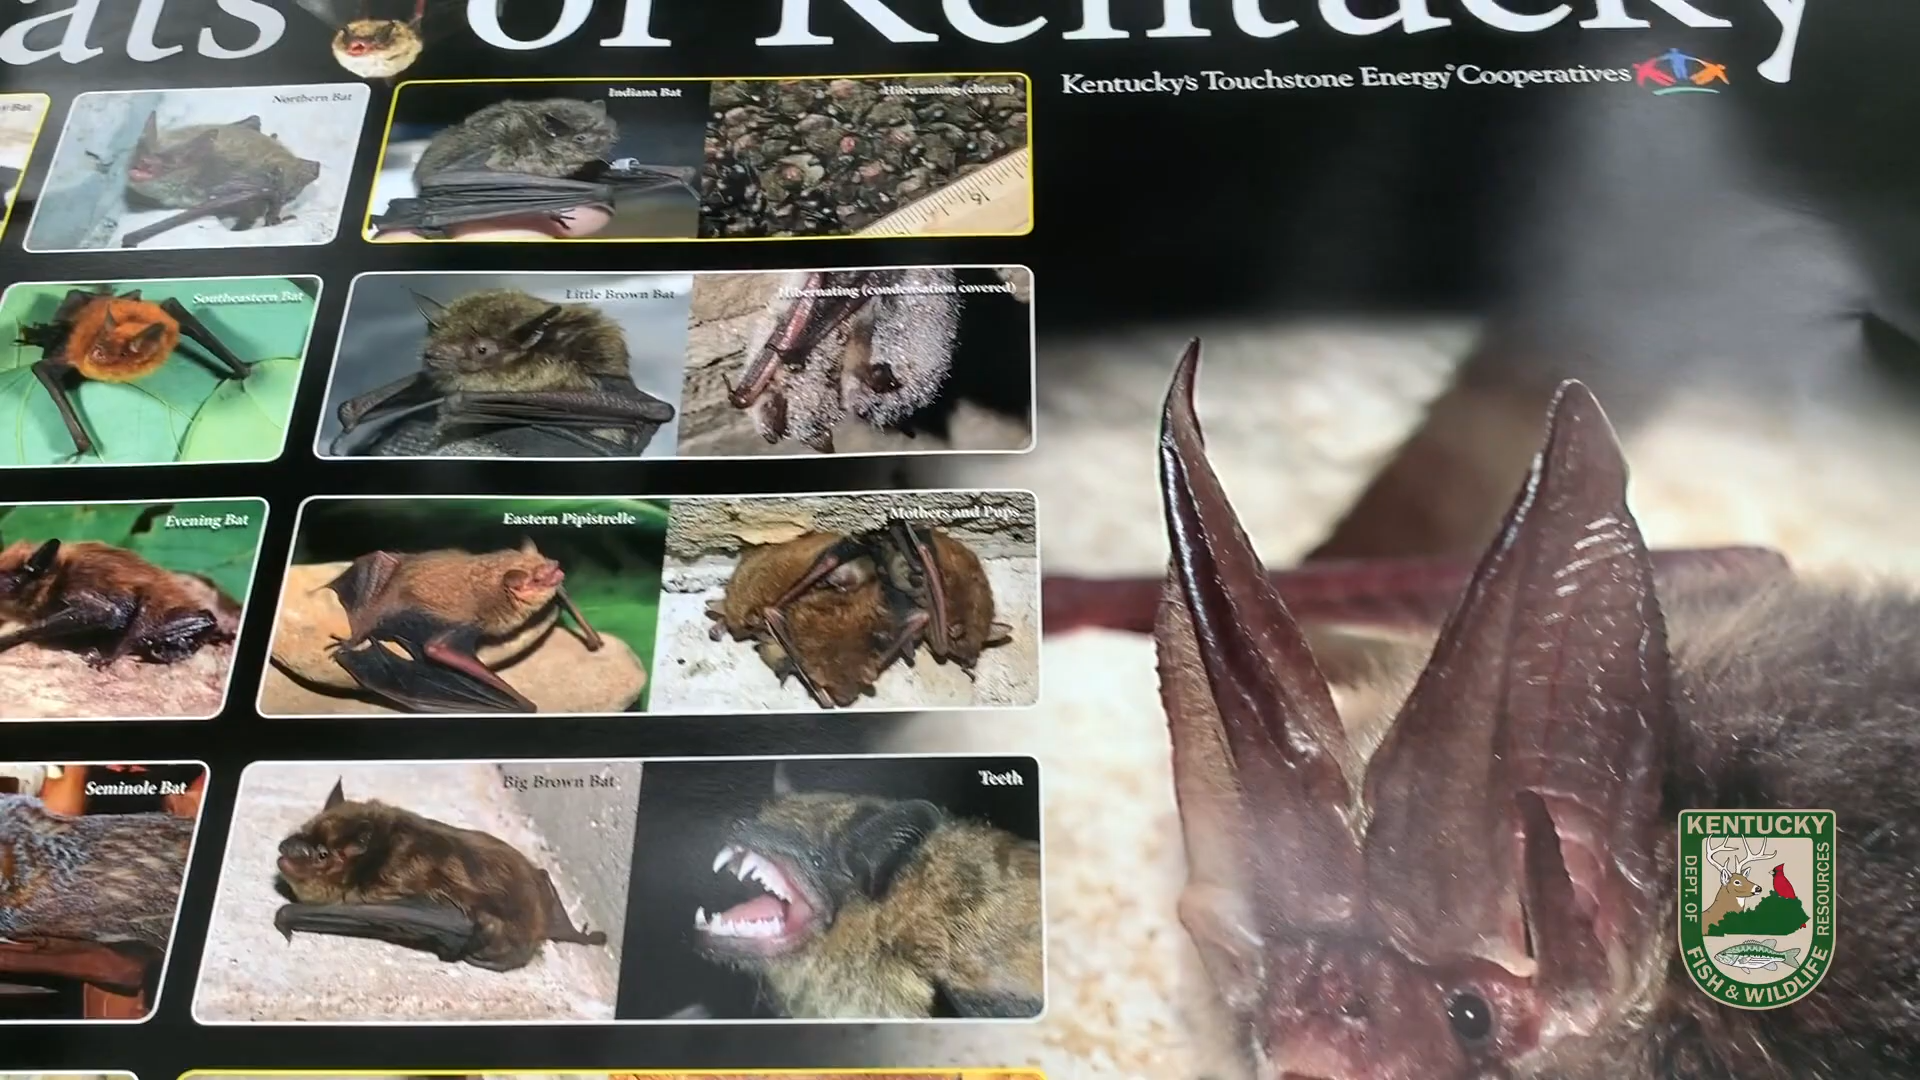 ats of Kentucky
Kentucky's Touchstone Energy® Cooperatives
Bat
Northern Bat
Indiana Bat
Hibernating (cluster)
Southeastern Bat
Little Brown Bat
Hibernating (condensation covered)
Evening Bat
Eastern Pipistrelle
Mothers and Pups
Seminole Bat
Big Brown Bat
Teeth
KENTUCKY
DEPT. OF
FISH & WILDLIFE
RESOURCES